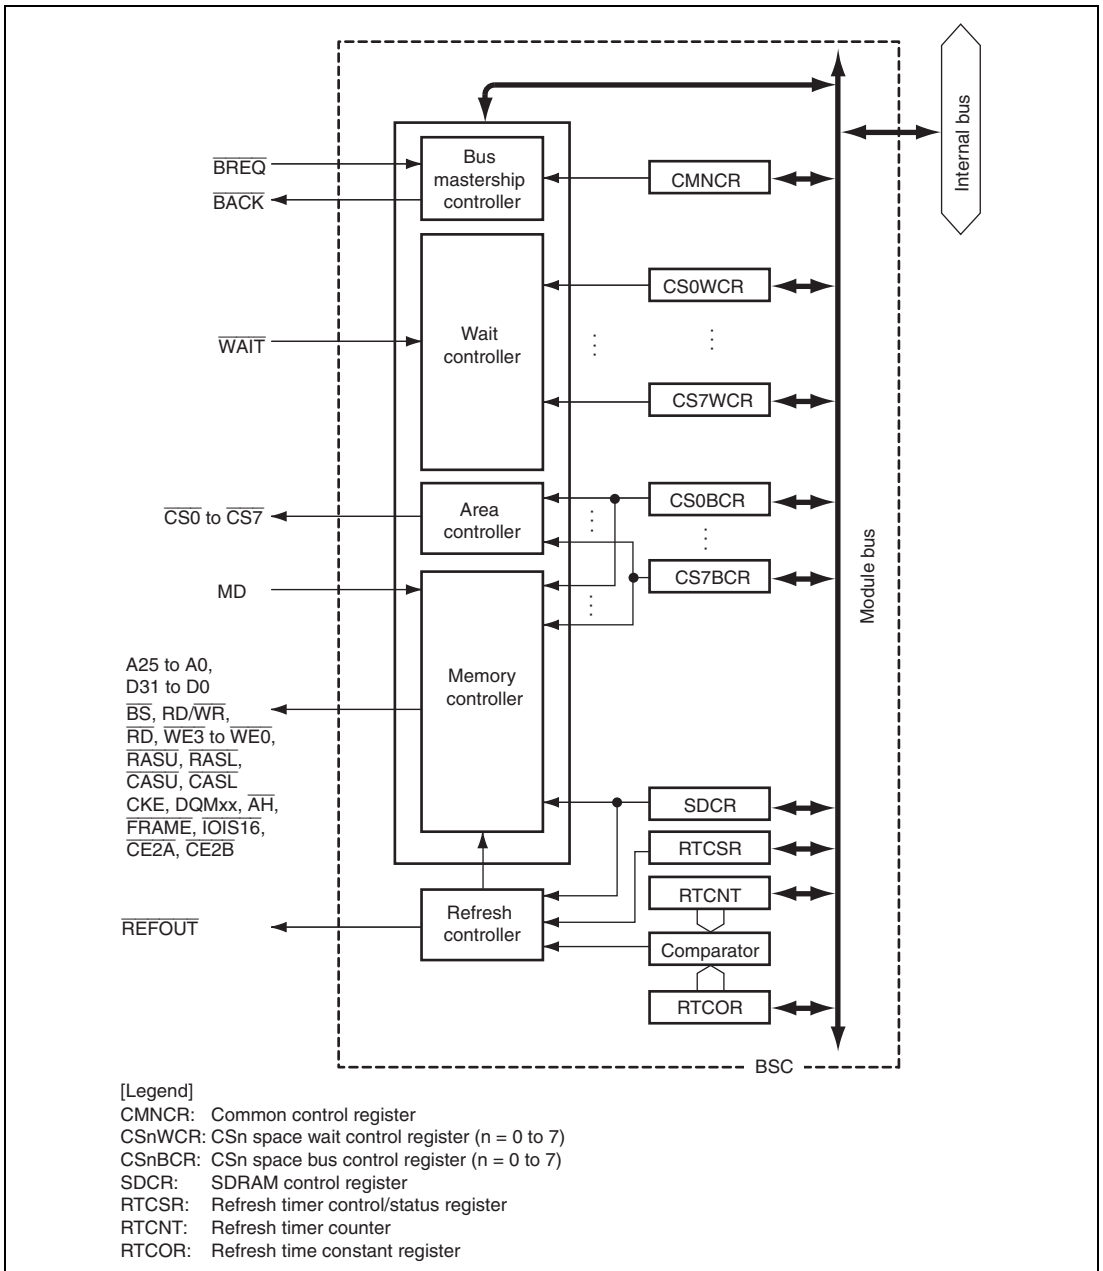 BREQ
BACK
WAIT
CS0 to CS7
MD
A25 to A0,
D31 to D0
BS, RD/WR,
RD, WE3 to WE0,
RASU, RASL,
CASU, CASL
CKE, DQMxx, AH,
FRAME, IOIS16,
CE2A, CE2B
REFOUT
Bus
mastership
controller
Wait
controller
Area
controller
Memory
controller
Refresh
controller
CMNCR
CS0WCR
CS7WCR
CS0BCR
CS7BCR
SDCR
RTCSR
RTCNT
Comparator
RTCOR
Module bus
Internal bus
BSC
[Legend]
CMNCR: Common control register
CSnWCR: CSn space wait control register (n = 0 to 7)
CSnBCR: CSn space bus control register (n = 0 to 7)
SDCR: SDRAM control register
RTCSR: Refresh timer control/status register
RTCNT: Refresh timer counter
RTCOR: Refresh time constant register